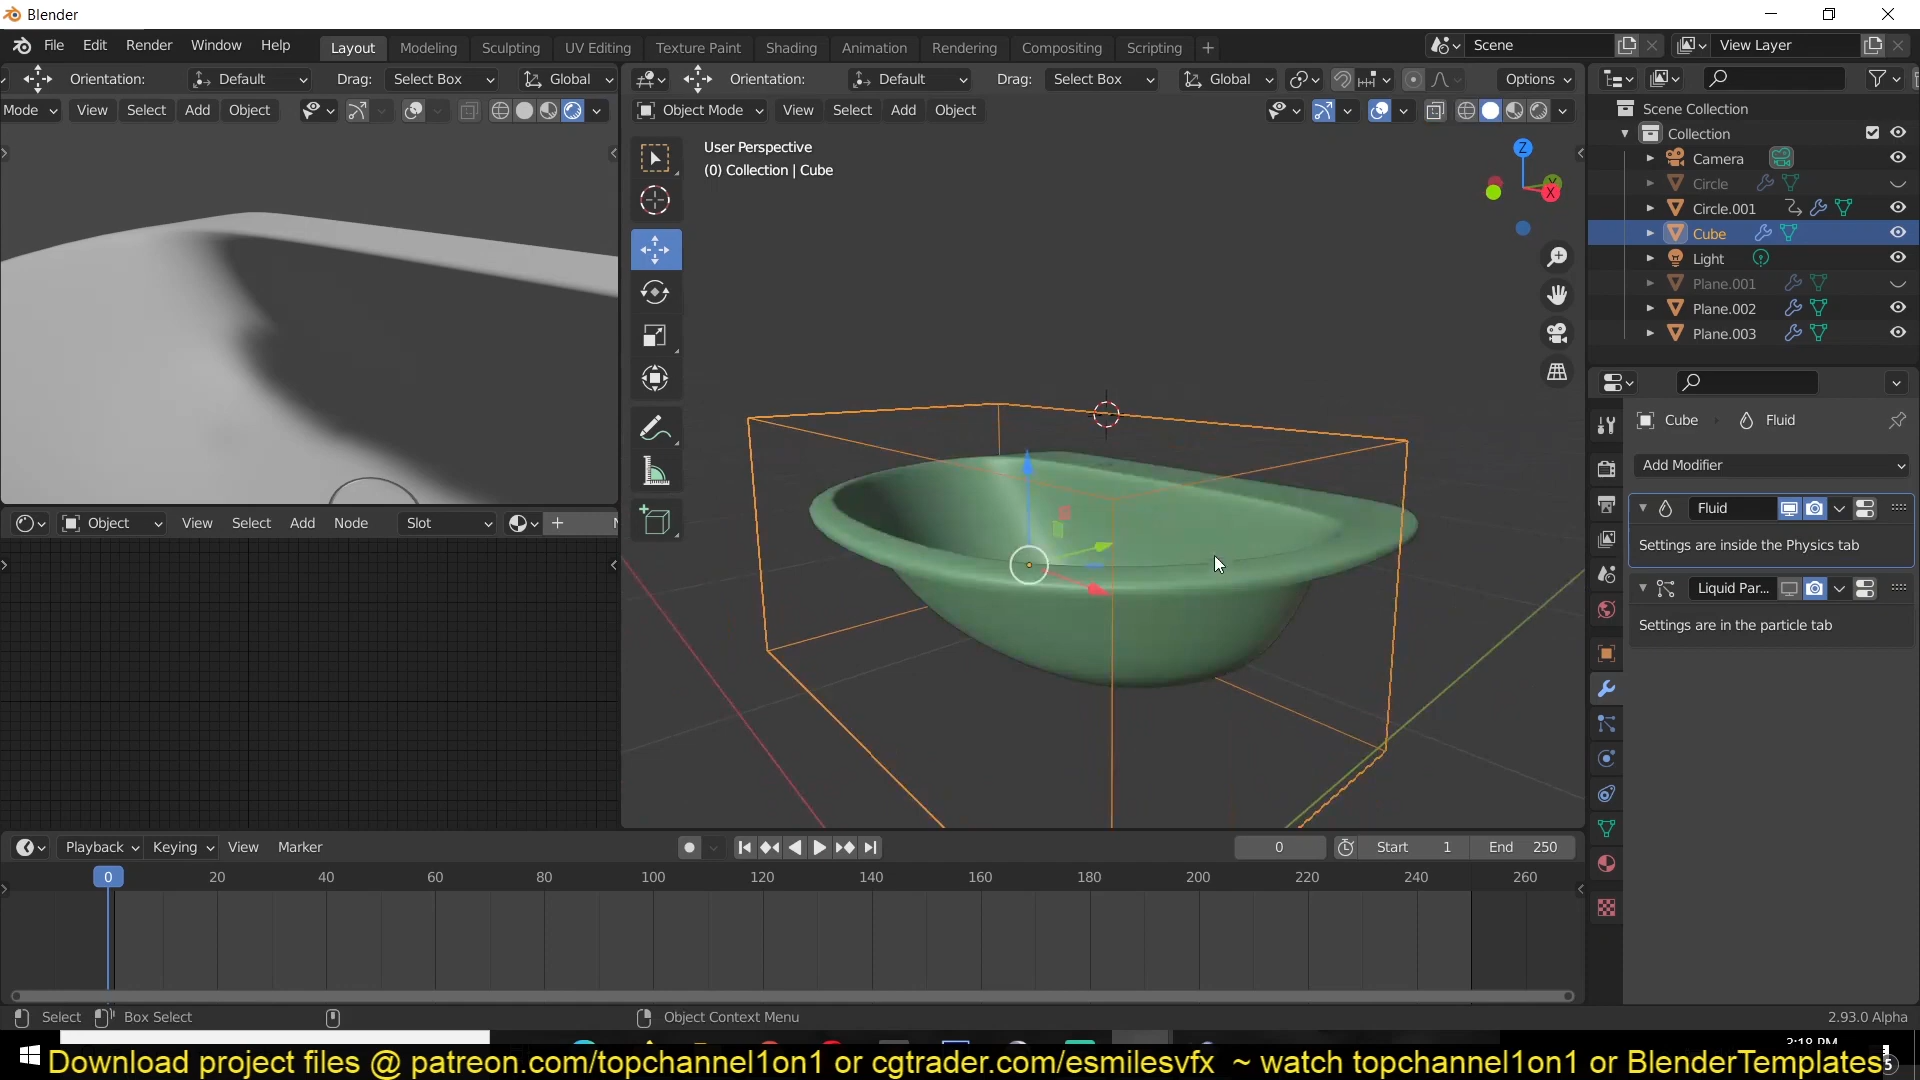 Blender
File Edit Render Window Help Layout Modeling Sculpting UV Editing Texture Paint Shading Animation Rendering Compositing Scripting + Scene View Layer
Orientation: Default Drag: Select Box Global
Orientation: Default Drag: Select Box Global Options
Mode View Select Add Object
Object Mode View Select Add Object
User Perspective
(0) Collection | Cube
Z
Y
X
Scene Collection
Collection
Camera
Circle
Circle.001
Cube
Light
Plane.001
Plane.002
Plane.003
Cube Fluid
Add Modifier
Fluid
Settings are inside the Physics tab
Liquid Par...
Settings are in the particle tab
Object View Select Add Node Slot
Playback Keying View Marker 0 Start 1 End 250
0 20 40 60 80 100 120 140 160 180 200 220 240 260
Select Box Select Object Context Menu 2.93.0 Alpha
Download project files @ patreon.com/topchannel1on1 or cgtrader.com/esmilesvfx ~ watch topchannel1on1 or BlenderTemplates